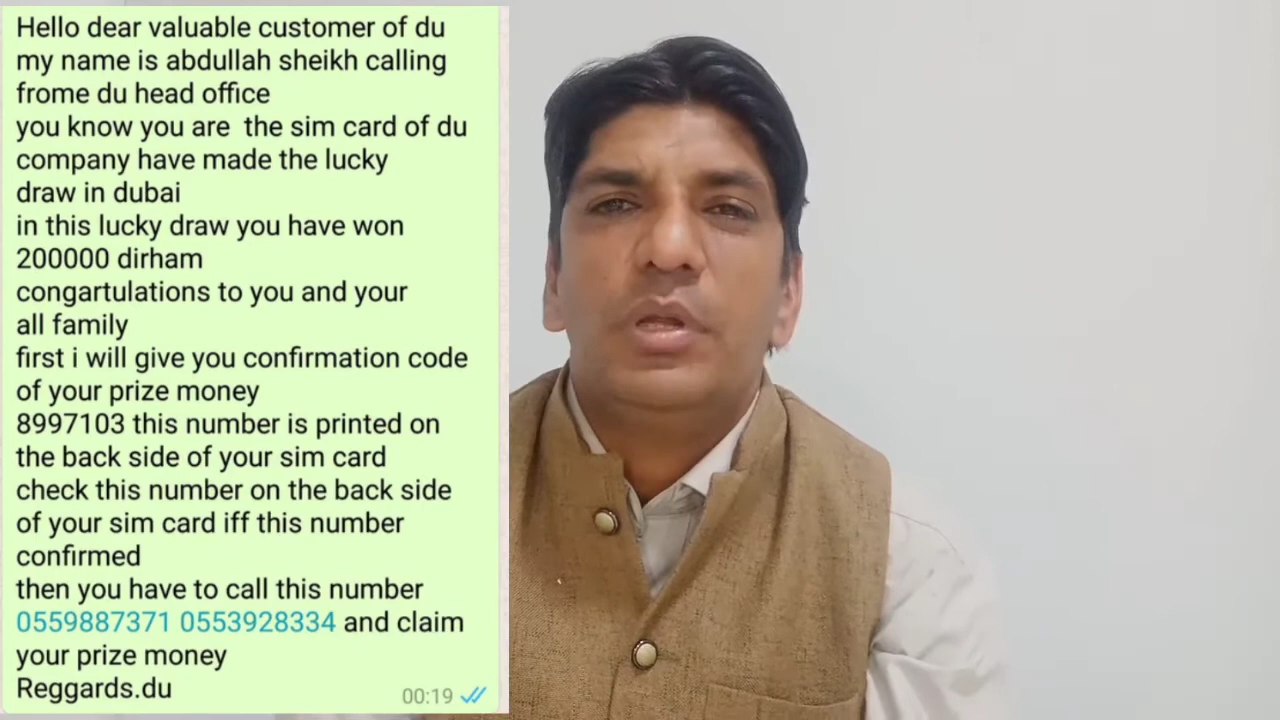 Hello dear valuable customer of du
my name is abdullah sheikh calling
frome du head office
you know you are  the sim card of du
company have made the lucky
draw in dubai
in this lucky draw you have won
200000 dirham
congartulations to you and your
all family
first i will give you confirmation code
of your prize money
8997103 this number is printed on
the back side of your sim card
check this number on the back side
of your sim card iff this number
confirmed
then you have to call this number
0559887371 0553928334 and claim
your prize money
Reggards.du
00:19